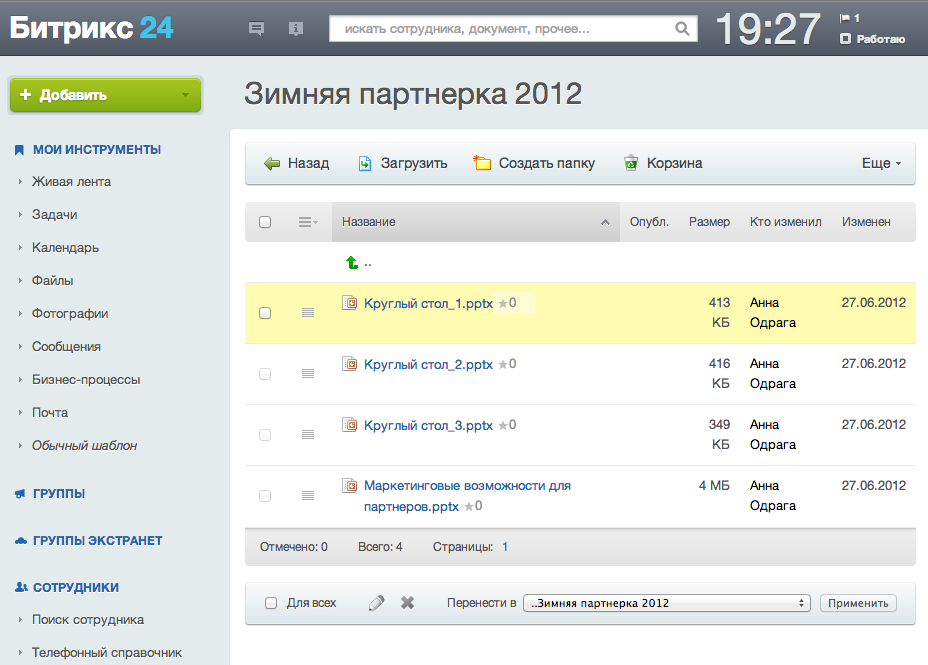 Битрикс 24
искать сотрудника, документ, прочее...
19:27
1
Работаю
+ Добавить
Зимняя партнерка 2012
МОИ ИНСТРУМЕНТЫ
Живая лента
Задачи
Календарь
Файлы
Фотографии
Сообщения
Бизнес-процессы
Почта
Обычный шаблон
ГРУППЫ
ГРУППЫ ЭКСТРАНЕТ
СОТРУДНИКИ
Поиск сотрудника
Телефонный справочник
Назад Загрузить Создать папку Корзина Еще
Название Опубл. Размер Кто изменил Изменен
..
Круглый стол_1.pptx 0 413 Анна 27.06.2012
КБ Одрага
Круглый стол_2.pptx 0 416 Анна 27.06.2012
КБ Одрага
Круглый стол_3.pptx 0 349 Анна 27.06.2012
КБ Одрага
Маркетинговые возможности для 4 МБ Анна 27.06.2012
партнеров.pptx 0 Одрага
Отмечено: 0 Всего: 4 Страницы: 1
Для всех Перенести в ..Зимняя партнерка 2012 Применить